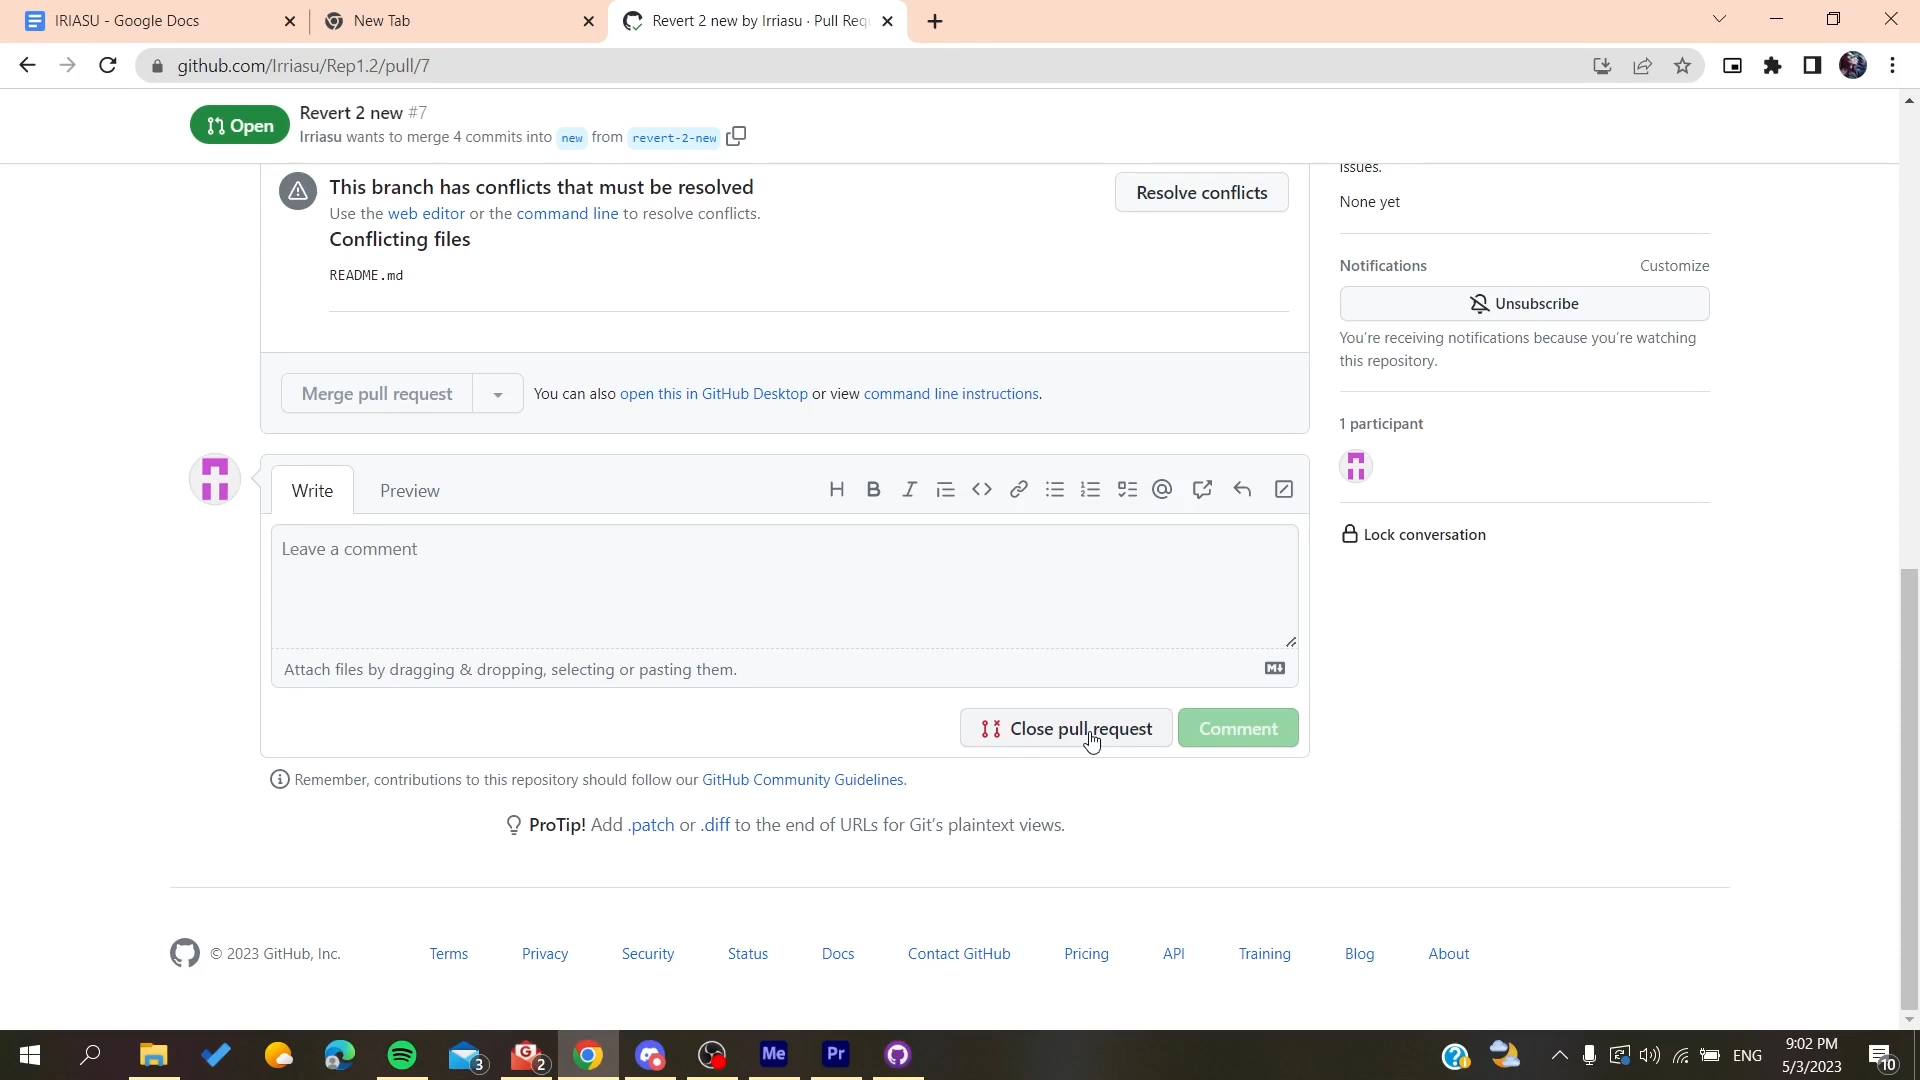 IRIASU - Google Docs
New Tab
Revert 2 new by Irriasu · Pull Req
github.com/Irriasu/Rep1.2/pull/7
Open
Revert 2 new #7
Irriasu wants to merge 4 commits into new from revert-2-new
This branch has conflicts that must be resolved
Use the web editor or the command line to resolve conflicts.
Resolve conflicts
Conflicting files
README.md
issues.
None yet
Notifications
Customize
Unsubscribe
You're receiving notifications because you're watching
this repository.
Merge pull request
You can also open this in GitHub Desktop or view command line instructions.
1 participant
Write
Preview
Leave a comment
Lock conversation
Attach files by dragging & dropping, selecting or pasting them.
Close pull request
Comment
Remember, contributions to this repository should follow our GitHub Community Guidelines.
ProTip! Add .patch or .diff to the end of URLs for Git's plaintext views.
© 2023 GitHub, Inc.
Terms
Privacy
Security
Status
Docs
Contact GitHub
Pricing
API
Training
Blog
About
3
2
Me
Pr
ENG
9:02 PM
5/3/2023
10